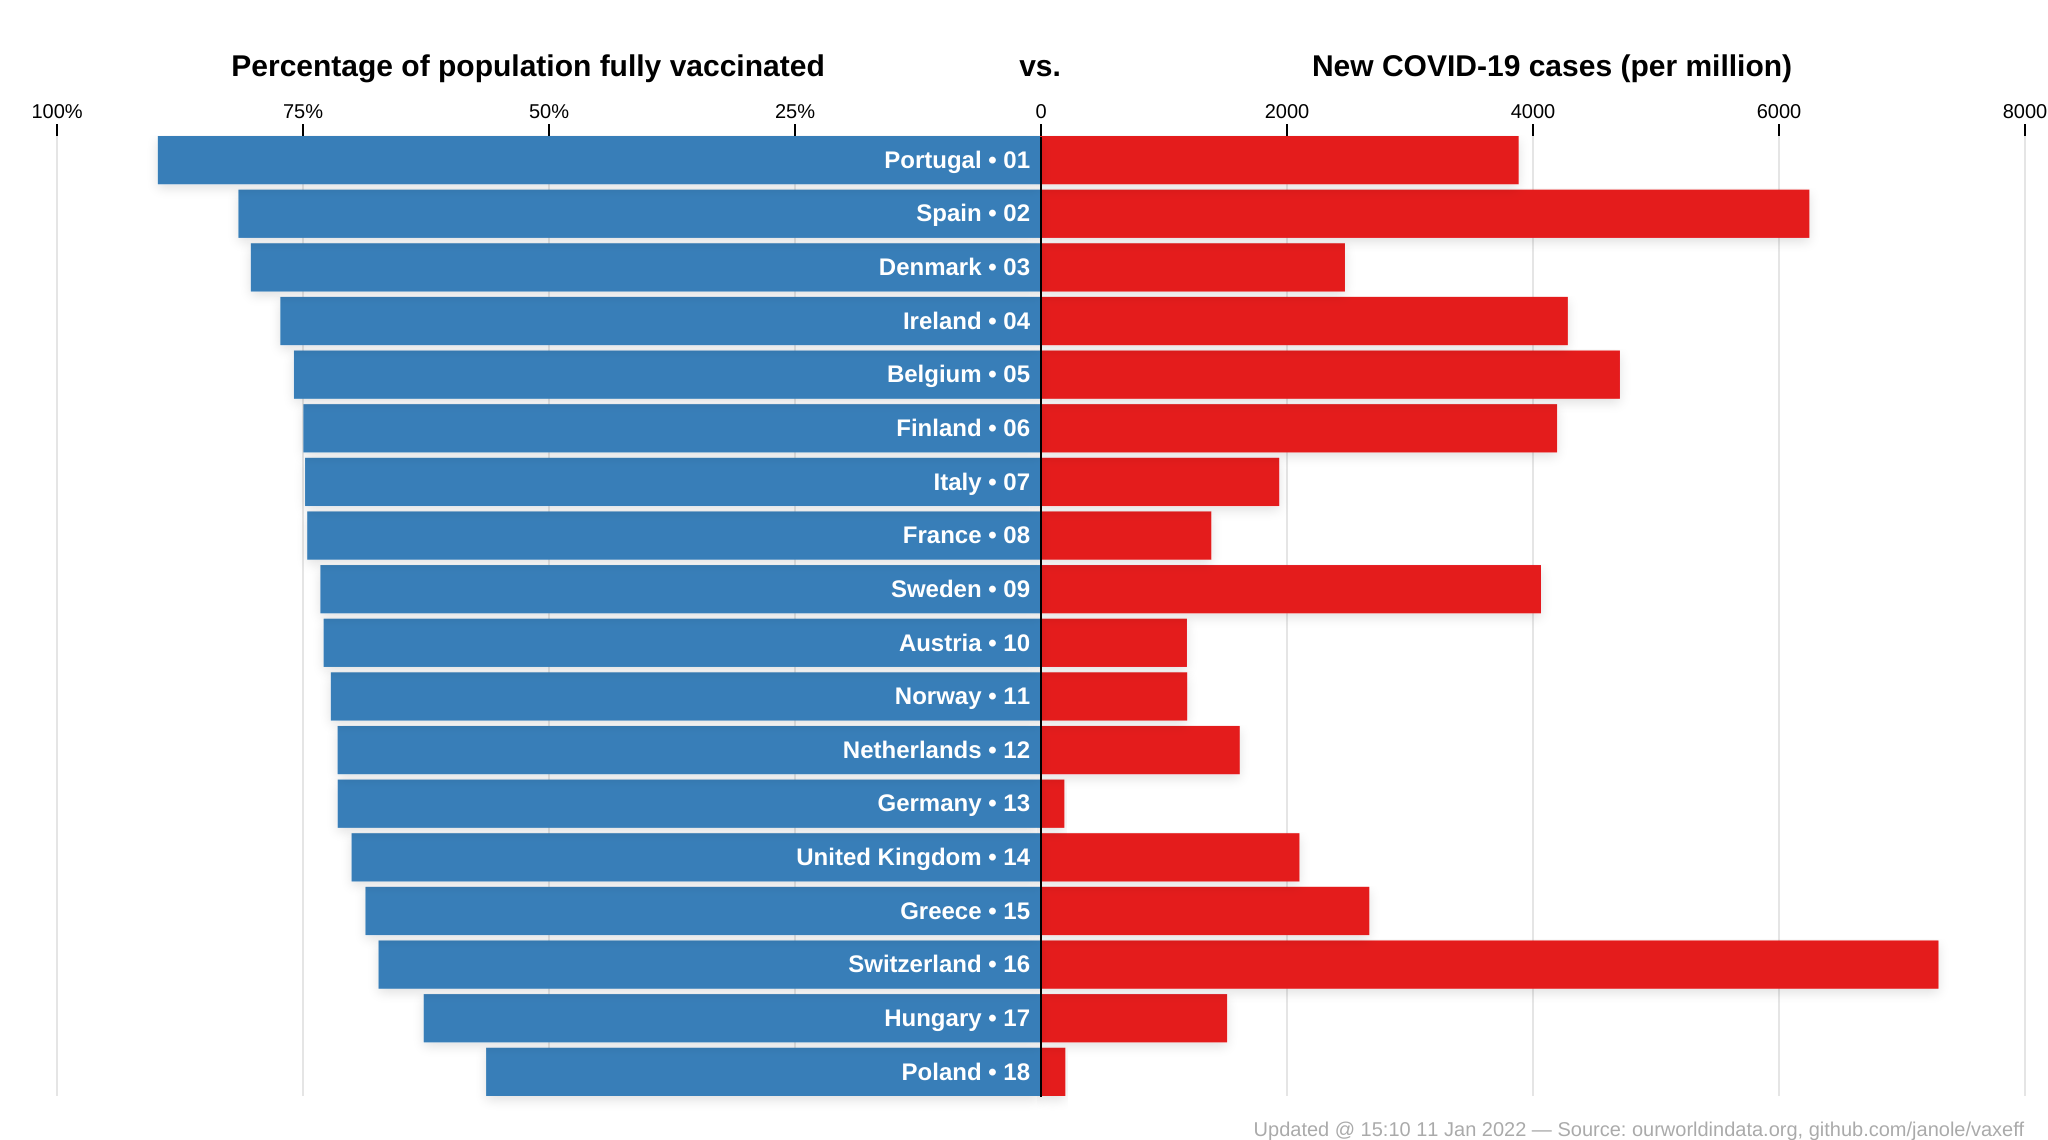 Percentage of population fully vaccinated vs. New COVID-19 cases (per million)
100% 75% 50% 25% 0 2000 4000 6000 8000
Portugal • 01
Spain • 02
Denmark • 03
Ireland • 04
Belgium • 05
Finland • 06
Italy • 07
France • 08
Sweden • 09
Austria • 10
Norway • 11
Netherlands • 12
Germany • 13
United Kingdom • 14
Greece • 15
Switzerland • 16
Hungary • 17
Poland • 18
Updated @ 15:10 11 Jan 2022 — Source: ourworldindata.org, github.com/janole/vaxeff